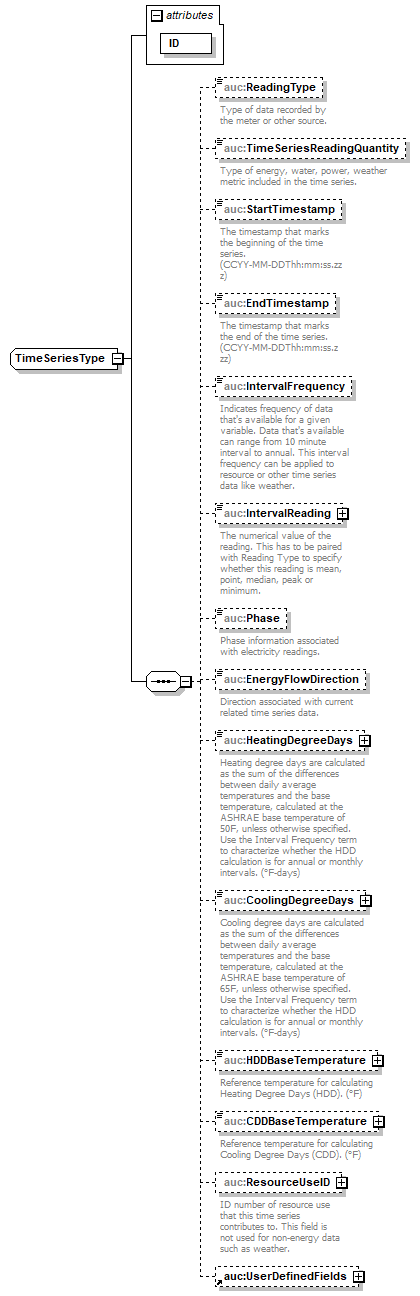 attributes
ID
auc:ReadingType
Type of data recorded by
the meter or other source.
auc:TimeSeriesReadingQuantity
Type of energy, water, power, weather
metric included in the time series.
auc:StartTimestamp
The timestamp that marks
the beginning of the time
series.
(CCYY-MM-DDThh:mm:ss.zz
z)
auc:EndTimestamp
The timestamp that marks
the end of the time series.
(CCYY-MM-DDThh:mm:ss.z
zz)
TimeSeriesType
auc:IntervalFrequency
Indicates frequency of data
that's available for a given
variable. Data that's available
can range from 10 minute
interval to annual. This interval
frequency can be applied to
resource or other time series
data like weather.
auc:IntervalReading
The numerical value of the
reading. This has to be paired
with Reading Type to specify
whether this reading is mean,
point, median, peak or
minimum.
auc:Phase
Phase information associated
with electricity readings.
auc:EnergyFlowDirection
Direction associated with current
related time series data.
auc:HeatingDegreeDays
Heating degree days are calculated
as the sum of the differences
between daily average
temperatures and the base
temperature, calculated at the
ASHRAE base temperature of
50F, unless otherwise specified.
Use the Interval Frequency term
to characterize whether the HDD
calculation is for annual or monthly
intervals. (°F-days)
auc:CoolingDegreeDays
Cooling degree days are calculated
as the sum of the differences
between daily average
temperatures and the base
temperature, calculated at the
ASHRAE base temperature of
65F, unless otherwise specified.
Use the Interval Frequency term
to characterize whether the HDD
calculation is for annual or monthly
intervals. (°F-days)
auc:HDDBaseTemperature
Reference temperature for calculating
Heating Degree Days (HDD). (°F)
auc:CDDBaseTemperature
Reference temperature for calculating
Cooling Degree Days (CDD). (°F)
auc:ResourceUseID
ID number of resource use
that this time series
contributes to. This field is
not used for non-energy data
such as weather.
auc:UserDefinedFields